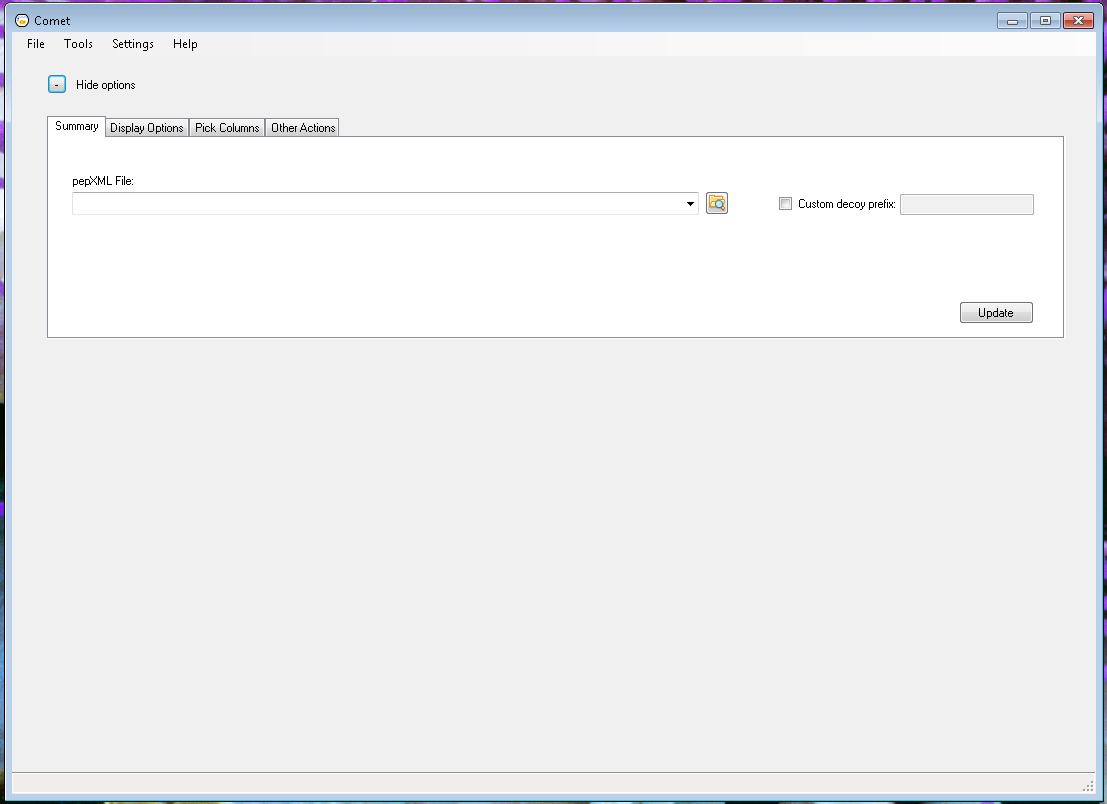 Comet
File Tools Settings Help
- Hide options
Summary Display Options Pick Columns Other Actions
pepXML File:
Custom decoy prefix:
Update